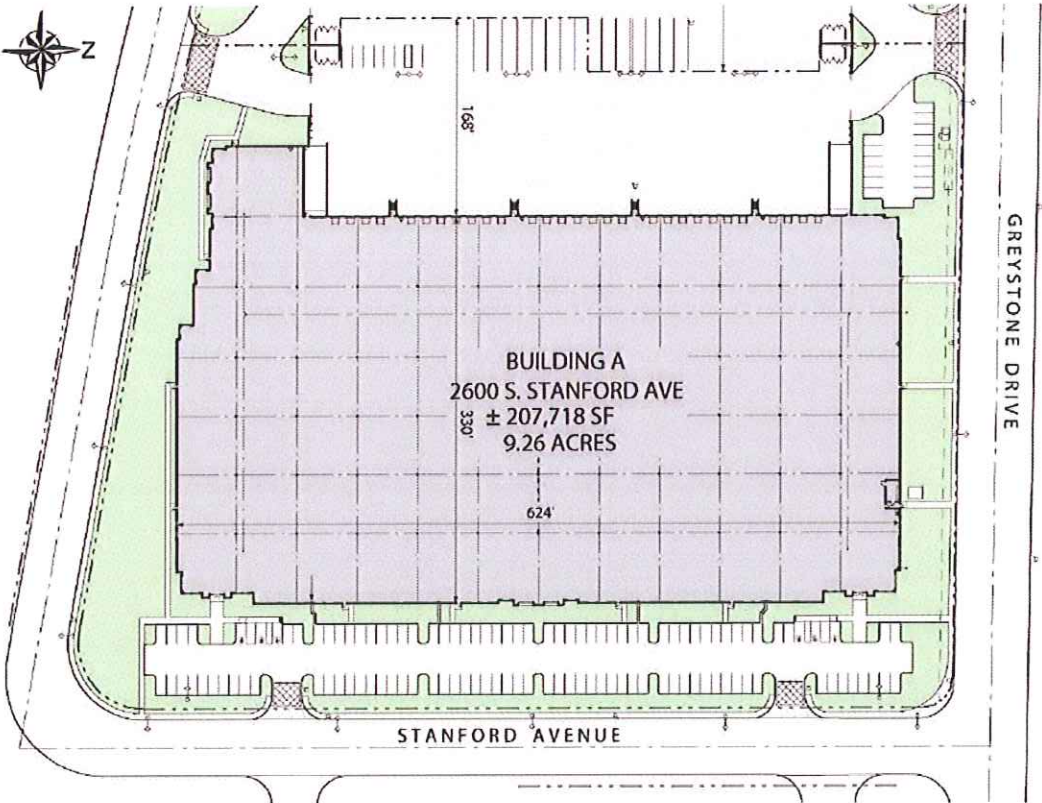 Z
168'
GREYSTONE DRIVE
BUILDING A
2600 S. STANFORD AVE
± 207,718 SF
330'
9.26 ACRES
624'
STANFORD AVENUE